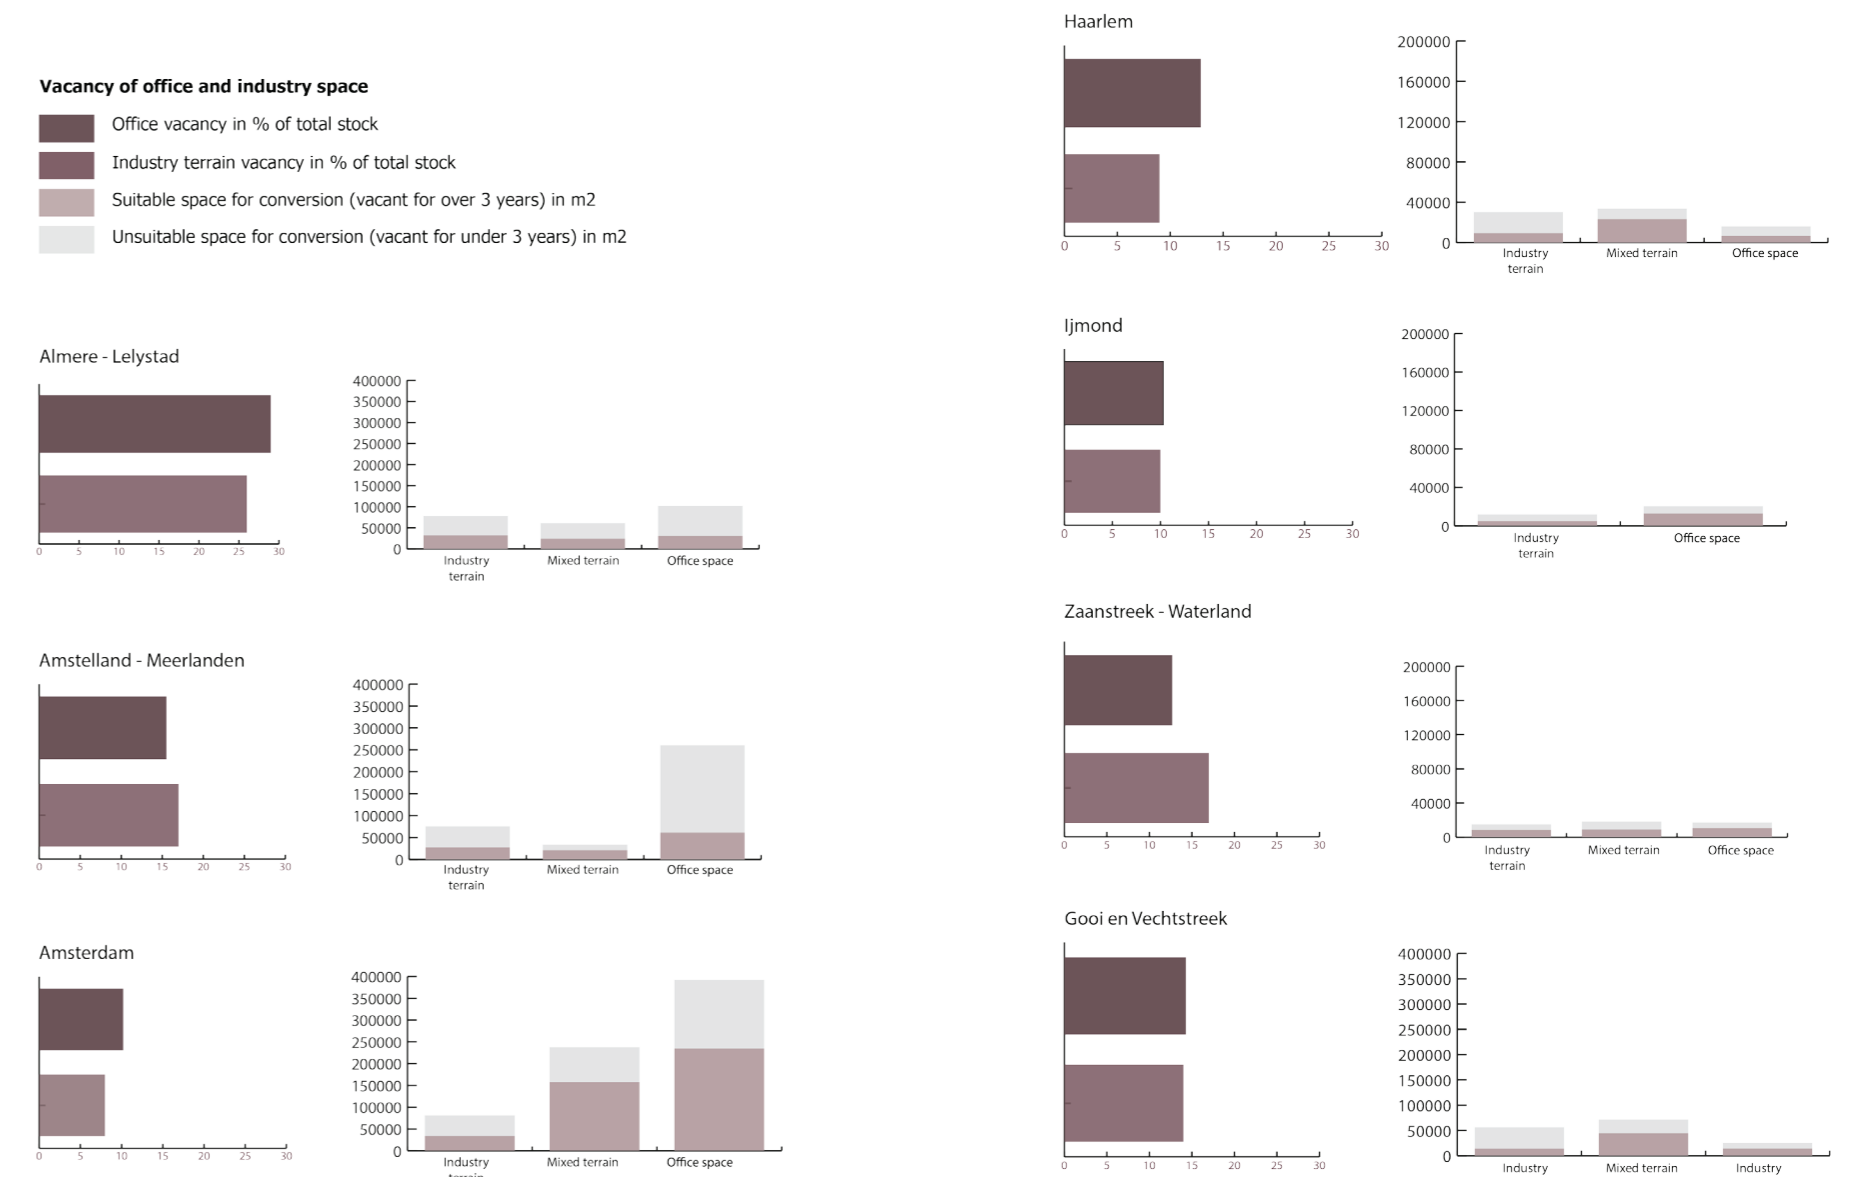 Vacancy of office and industry space
Office vacancy in % of total stock
Industry terrain vacancy in % of total stock
Suitable space for conversion (vacant for over 3 years) in m2
Unsuitable space for conversion (vacant for under 3 years) in m2
Almere - Lelystad
0 5 10 15 20 25 30
400000
350000
300000
250000
200000
150000
100000
50000
0
Industry Mixed terrain Office space
terrain
Amstelland - Meerlanden
0 5 10 15 20 25 30
400000
350000
300000
250000
200000
150000
100000
50000
0
Industry Mixed terrain Office space
terrain
Amsterdam
0 5 10 15 20 25 30
400000
350000
300000
250000
200000
150000
100000
50000
0
Industry Mixed terrain Office space
terrain
Haarlem
0 5 10 15 20 25 30
200000
160000
120000
80000
40000
0
Industry Mixed terrain Office space
terrain
Ijmond
0 5 10 15 20 25 30
200000
160000
120000
80000
40000
0
Industry Office space
terrain
Zaanstreek - Waterland
0 5 10 15 20 25 30
200000
160000
120000
80000
40000
0
Industry Mixed terrain Office space
terrain
Gooi en Vechtstreek
0 5 10 15 20 25 30
400000
350000
300000
250000
200000
150000
100000
50000
0
Industry Mixed terrain Industry